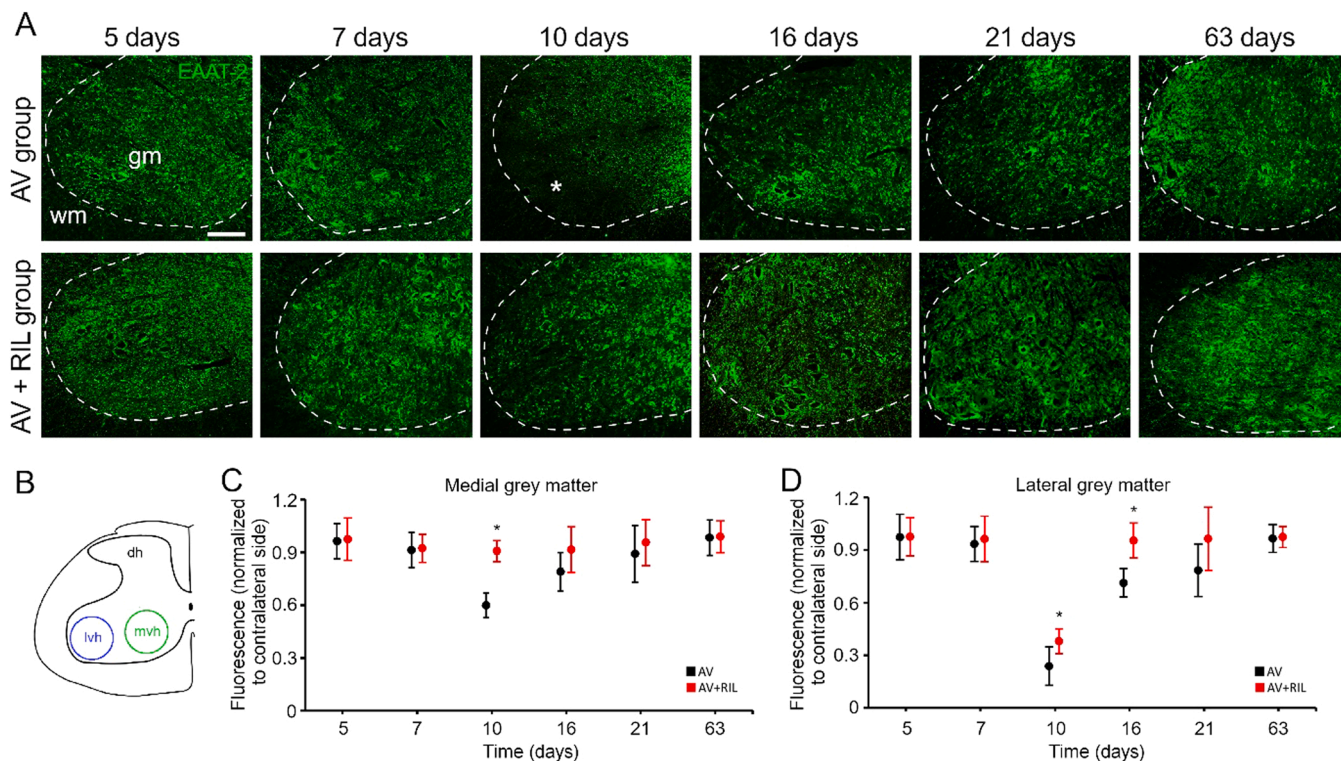 A
5 days
7 days
10 days
16 days
21 days
63 days
AV group
EAAT-2
gm
wm
*
AV + RIL group
B
dh
lvh
mvh
C
Medial grey matter
Fluorescence (normalized
to contralateral side)
1.2
0.9
0.6
0.3
0
*
AV
AV+RIL
5
7
10
16
21
63
Time (days)
D
Lateral grey matter
Fluorescence (normalized
to contralateral side)
1.2
0.9
0.6
0.3
0
*
*
AV
AV+RIL
5
7
10
16
21
63
Time (days)